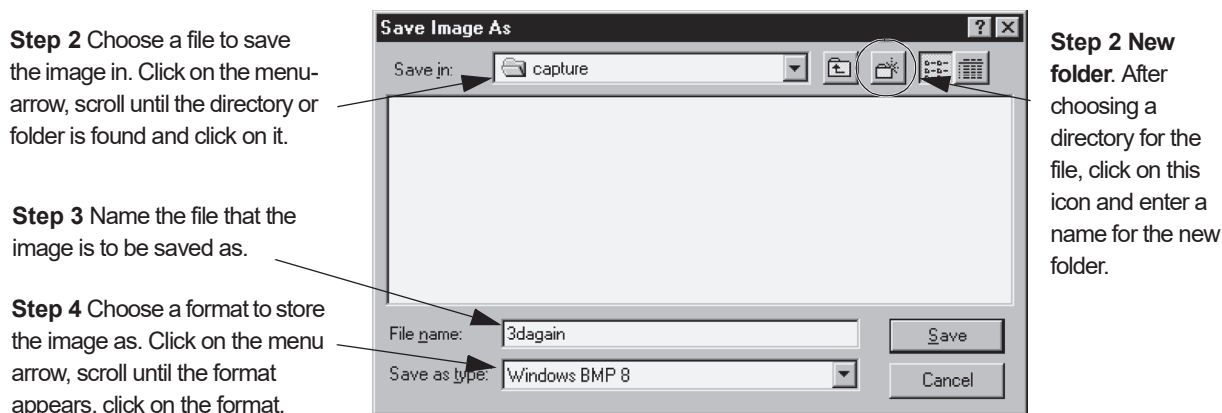 Step 2 Choose a file to save
the image in. Click on the menu-
arrow, scroll until the directory or
folder is found and click on it.
Step 3 Name the file that the
image is to be saved as.
Step 4 Choose a format to store
the image as. Click on the menu
arrow, scroll until the format
appears, click on the format.
Save Image As
Save in:
capture
File name:
3dagain
Save
Save as type:
Windows BMP 8
Cancel
Step 2 New
folder. After
choosing a
directory for the
file, click on this
icon and enter a
name for the new
folder.